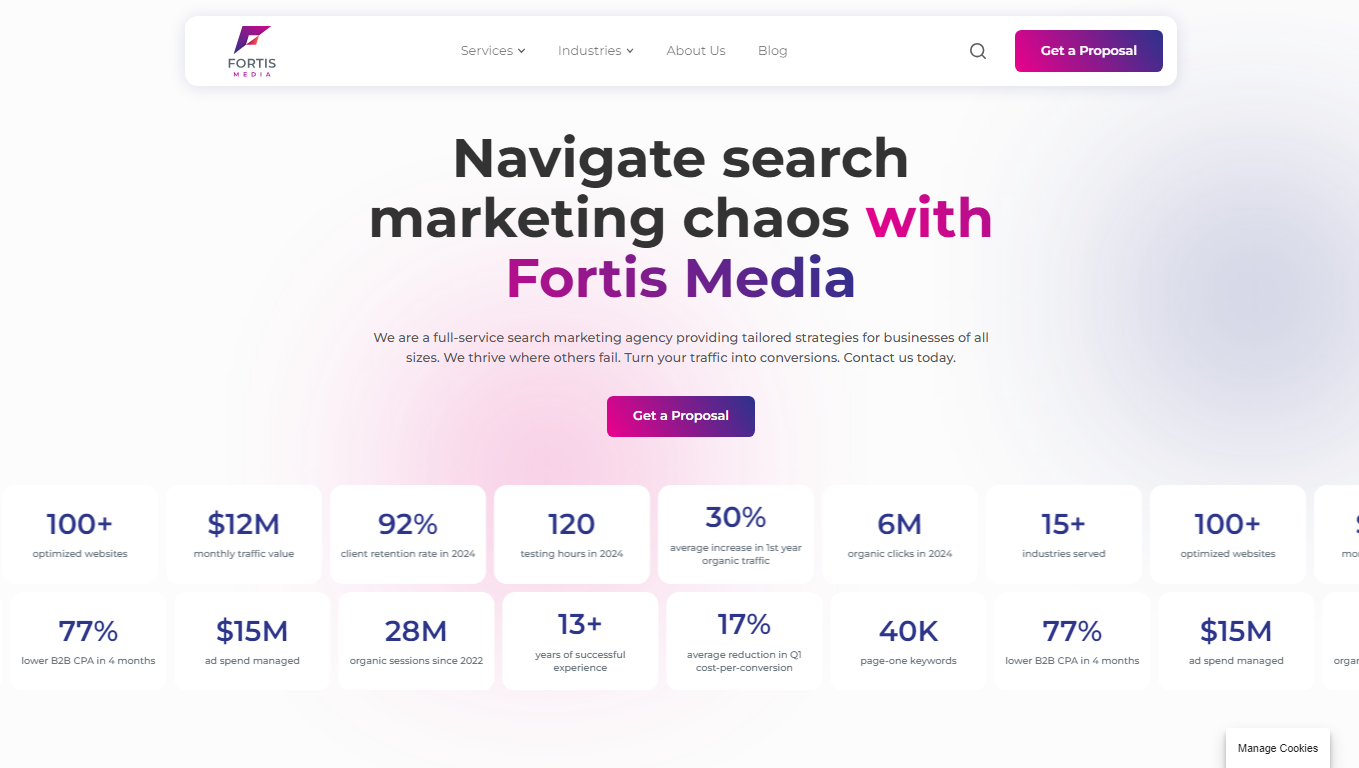 FORTIS
MEDIA
Services
Industries
About Us
Blog
Get a Proposal
Navigate search
marketing chaos with
Fortis Media
We are a full-service search marketing agency providing tailored strategies for businesses of all
sizes. We thrive where others fail. Turn your traffic into conversions. Contact us today.
Get a Proposal
100+
optimized websites
$12M
monthly traffic value
92%
client retention rate in 2024
120
testing hours in 2024
30%
average increase in 1st year
organic traffic
6M
organic clicks in 2024
15+
industries served
100+
optimized websites
77%
lower B2B CPA in 4 months
$15M
ad spend managed
28M
organic sessions since 2022
13+
years of successful
experience
17%
average reduction in Q1
cost-per-conversion
40K
page-one keywords
77%
lower B2B CPA in 4 months
$15M
ad spend managed
Manage Cookies